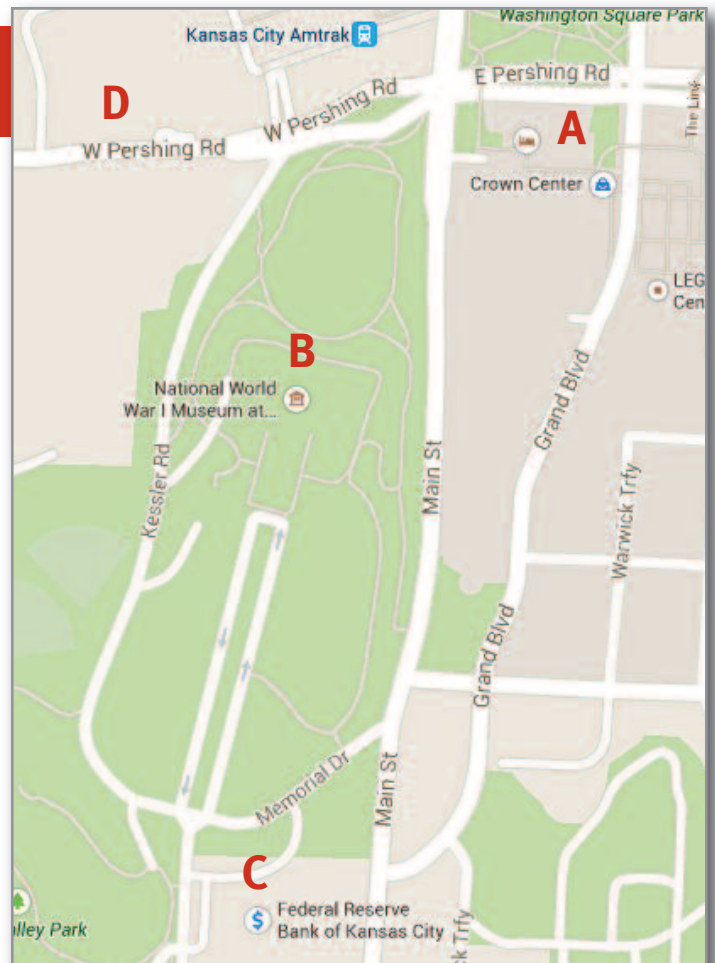 Washington Square Park
Kansas City Amtrak
E Pershing Rd
W Pershing Rd
D
A
The Link
W Pershing Rd
Crown Center
LEG
Cen
B
National World
War I Museum at...
Grand Blvd
Main St
Kessler Rd
Warwick Trfy
Grand Blvd
Memorial Dr
Main St
C
$
Federal Reserve
Bank of Kansas City
lley Park
ck Trfy